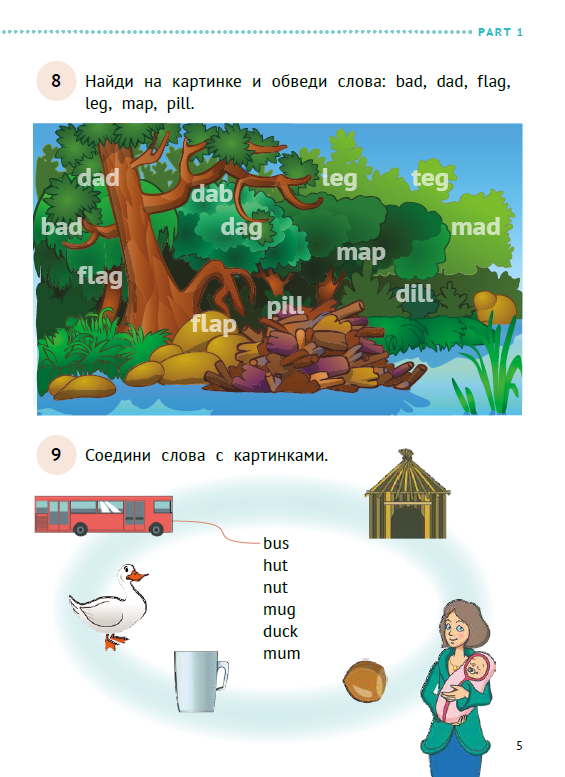 PART 1
8 Найди на картинке и обведи слова: bad, dad, flag,
leg, map, pill.
dad
dab
leg
teg
bad
dag
mad
map
flag
dill
pill
flap
9 Соедини слова с картинками.
bus
hut
nut
mug
duck
mum
5